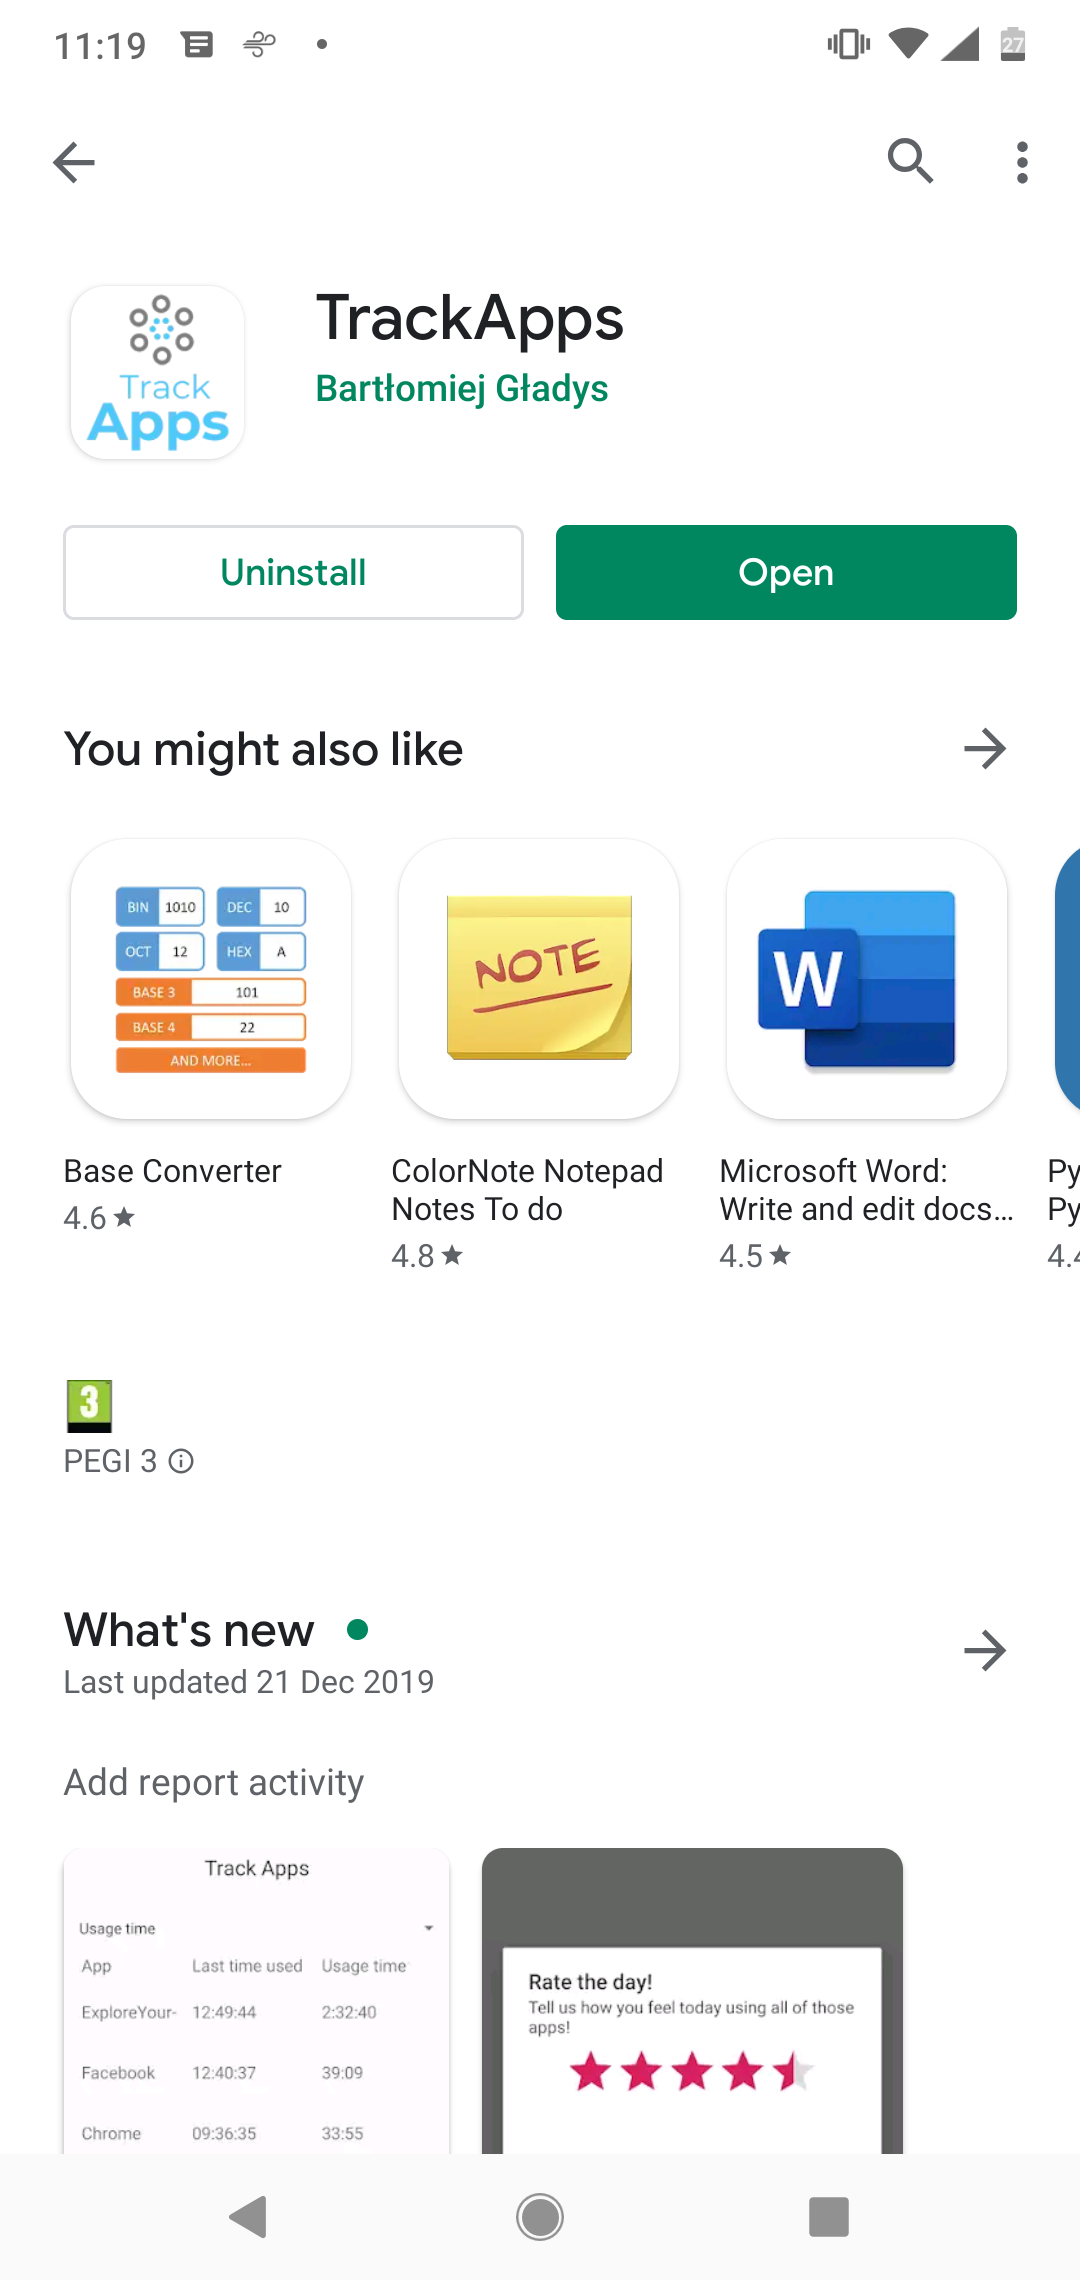 11:19
27
Track
Apps
TrackApps
Bartłomiej Gładys
Uninstall
Open
You might also like
BIN 1010 DEC 10
OCT 12 HEX A
BASE 3 101
BASE 4 22
AND MORE...
NOTE
W
Base Converter
4.6
ColorNote Notepad
Notes To do
4.8
Microsoft Word:
Write and edit docs...
4.5
Py
Py
4.4
3
PEGI 3
What's new
Last updated 21 Dec 2019
Add report activity
Track Apps
Usage time
App Last time used Usage time
ExploreYour- 12:49:44 2:32:40
Facebook 12:40:37 39:09
Chrome 09:36:35 33:55
Rate the day!
Tell us how you feel today using all of those
apps!